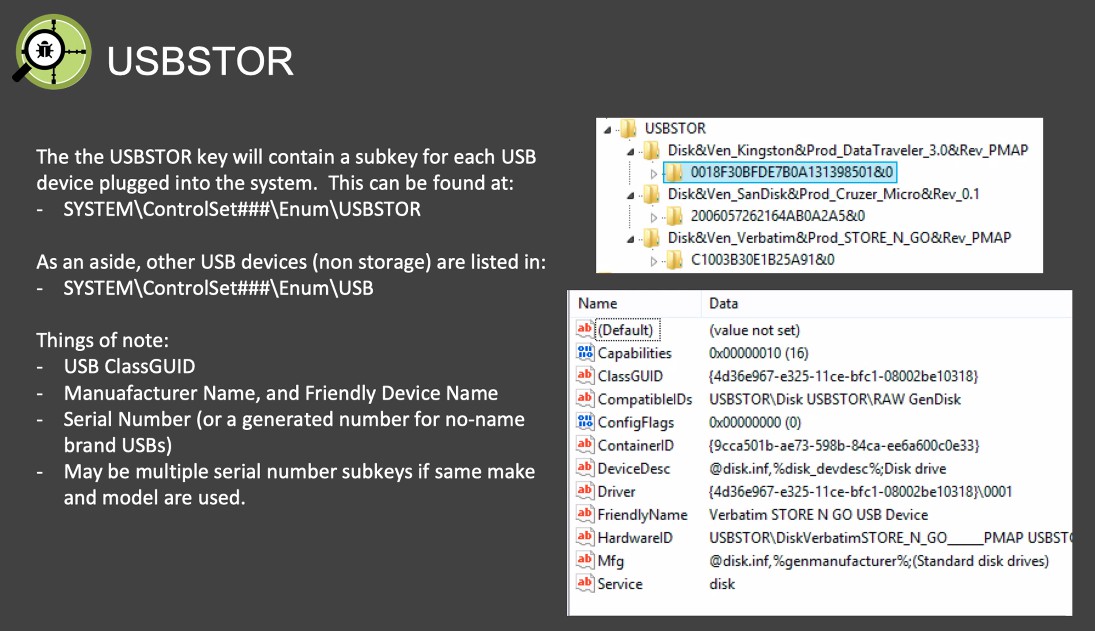 USBSTOR
The the USBSTOR key will contain a subkey for each USB
device plugged into the system. This can be found at:
- SYSTEM\ControlSet###\Enum\USBSTOR
As an aside, other USB devices (non storage) are listed in:
- SYSTEM\ControlSet###\Enum\USB
Things of note:
- USB ClassGUID
- Manuafacturer Name, and Friendly Device Name
- Serial Number (or a generated number for no-name
brand USBs)
- May be multiple serial number subkeys if same make
and model are used.
USBSTOR
Disk&Ven_Kingston&Prod_DataTraveler_3.0&Rev_PMAP
0018F30BFDE7B0A131398501&0
Disk&Ven_SanDisk&Prod_Cruzer_Micro&Rev_0.1
2006057262164AB0A2A5&0
Disk&Ven_Verbatim&Prod_STORE_N_GO&Rev_PMAP
C1003B30E1B25A91&0
Name Data
(Default) (value not set)
Capabilities 0x00000010 (16)
ClassGUID {4d36e967-e325-11ce-bfc1-08002be10318}
CompatibleIDs USBSTOR\Disk USBSTOR\RAW GenDisk
ConfigFlags 0x00000000 (0)
ContainerID {9cca501b-ae73-598b-84ca-ee6a600c0e33}
DeviceDesc @disk.inf,%disk_devdesc%;Disk drive
Driver {4d36e967-e325-11ce-bfc1-08002be10318}\0001
FriendlyName Verbatim STORE N GO USB Device
HardwareID USBSTOR\DiskVerbatimSTORE_N_GO______PMAP USBSTO
Mfg @disk.inf,%genmanufacturer%;(Standard disk drives)
Service disk